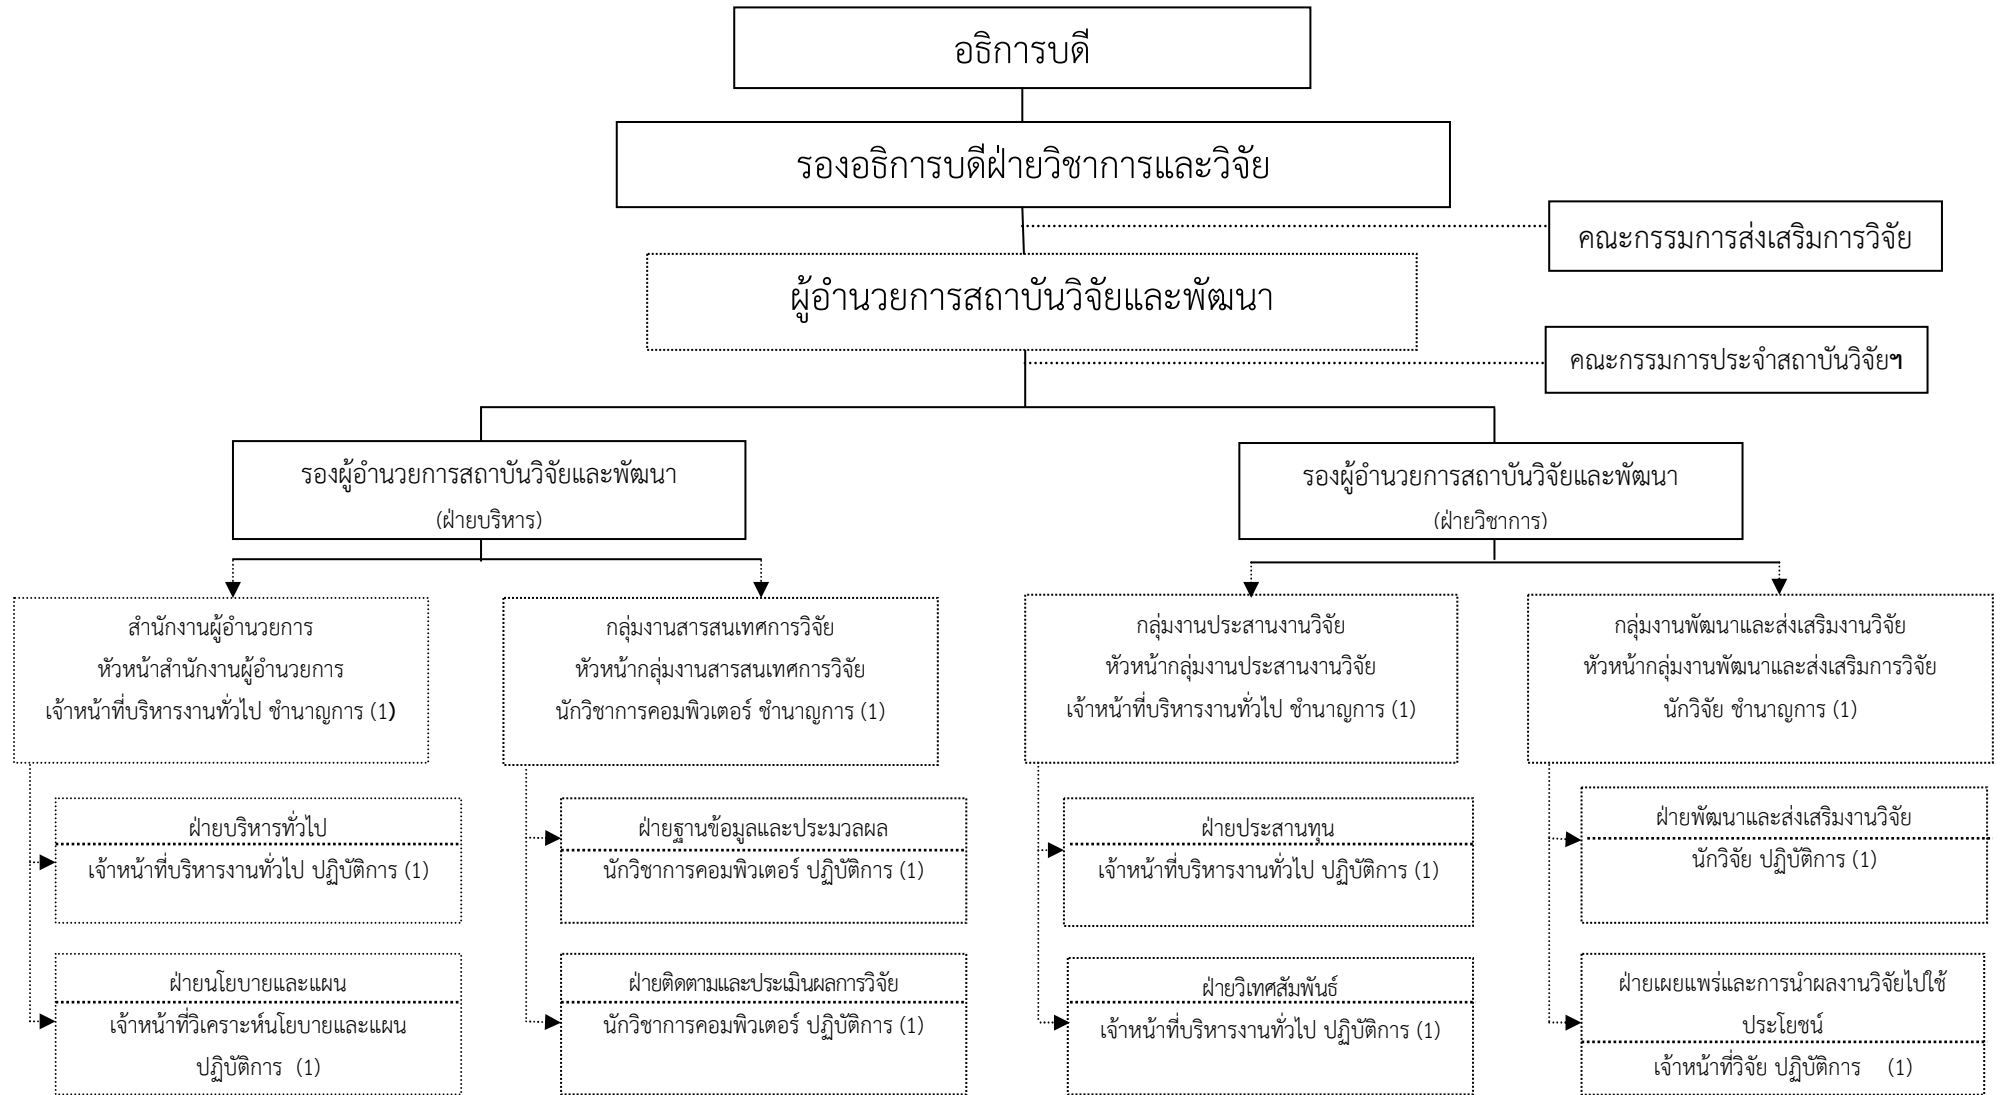 อธิการบดี
รองอธิการบดีฝ่ายวิชาการและวิจัย
คณะกรรมการส่งเสริมการวิจัย
ผู้อำนวยการสถาบันวิจัยและพัฒนา
คณะกรรมการประจำสถาบันวิจัยฯ
รองผู้อำนวยการสถาบันวิจัยและพัฒนา
(ฝ่ายบริหาร)
รองผู้อำนวยการสถาบันวิจัยและพัฒนา
(ฝ่ายวิชาการ)
สำนักงานผู้อำนวยการ
หัวหน้าสำนักงานผู้อำนวยการ
เจ้าหน้าที่บริหารงานทั่วไป ชำนาญการ (1)
กลุ่มงานสารสนเทศการวิจัย
หัวหน้ากลุ่มงานสารสนเทศการวิจัย
นักวิชาการคอมพิวเตอร์ ชำนาญการ (1)
กลุ่มงานประสานงานวิจัย
หัวหน้ากลุ่มงานประสานงานวิจัย
เจ้าหน้าที่บริหารงานทั่วไป ชำนาญการ (1)
กลุ่มงานพัฒนาและส่งเสริมงานวิจัย
หัวหน้ากลุ่มงานพัฒนาและส่งเสริมการวิจัย
นักวิจัย ชำนาญการ (1)
ฝ่ายบริหารทั่วไป
เจ้าหน้าที่บริหารงานทั่วไป ปฏิบัติการ (1)
ฝ่ายฐานข้อมูลและประมวลผล
นักวิชาการคอมพิวเตอร์ ปฏิบัติการ (1)
ฝ่ายประสานทุน
เจ้าหน้าที่บริหารงานทั่วไป ปฏิบัติการ (1)
ฝ่ายพัฒนาและส่งเสริมงานวิจัย
นักวิจัย ปฏิบัติการ (1)
ฝ่ายนโยบายและแผน
เจ้าหน้าที่วิเคราะห์นโยบายและแผน
ปฏิบัติการ (1)
ฝ่ายติดตามและประเมินผลการวิจัย
นักวิชาการคอมพิวเตอร์ ปฏิบัติการ (1)
ฝ่ายวิเทศสัมพันธ์
เจ้าหน้าที่บริหารงานทั่วไป ปฏิบัติการ (1)
ฝ่ายเผยแพร่และการนำผลงานวิจัยไปใช้
ประโยชน์
เจ้าหน้าที่วิจัย ปฏิบัติการ (1)